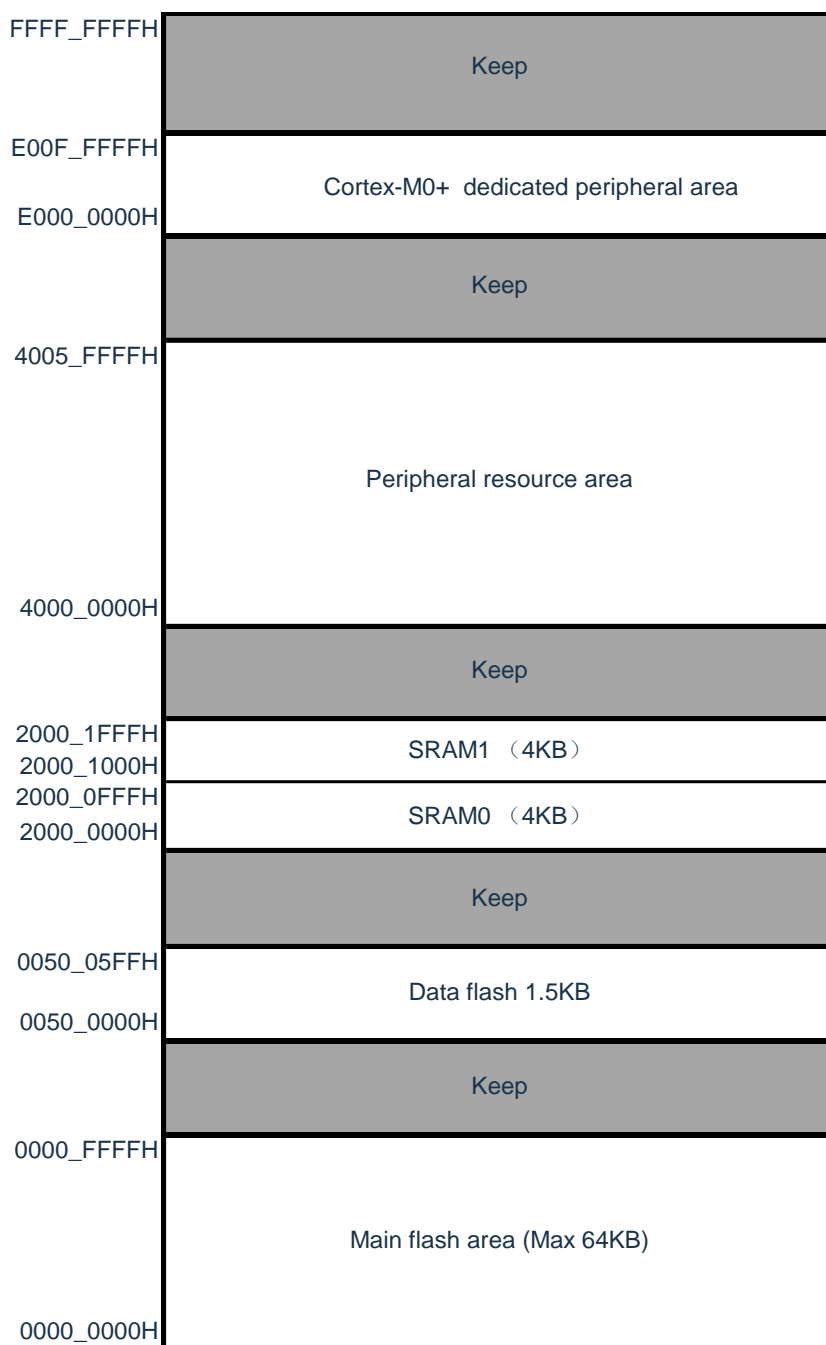 FFFF_FFFFH
Keep
E00F_FFFFH
Cortex-M0+ dedicated peripheral area
E000_0000H
Keep
4005_FFFFH
Peripheral resource area
4000_0000H
Keep
2000_1FFFH
SRAM1 （4KB）
2000_1000H
2000_0FFFH
SRAM0 （4KB）
2000_0000H
Keep
0050_05FFH
Data flash 1.5KB
0050_0000H
Keep
0000_FFFFH
Main flash area (Max 64KB)
0000_0000H